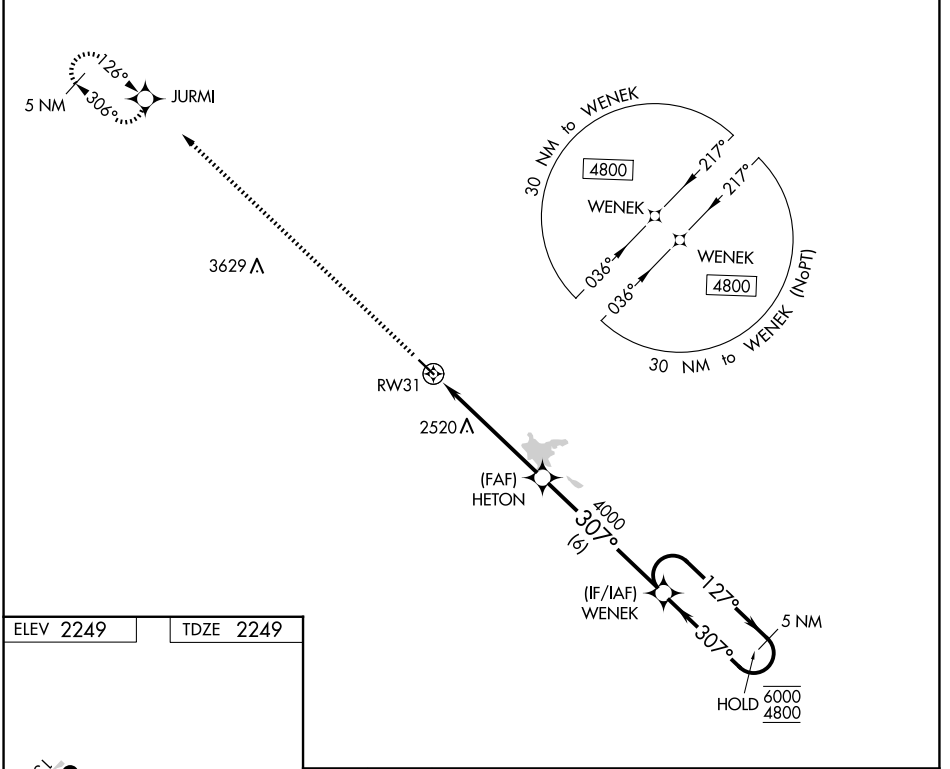 126°
JURMI
5 NM
306°
30 NM to WENEK
4800
217°
217°
WENEK
WENEK
3629
036°
4800
036°
30 NM to WENEK (NoPT)
RW31
2520
(FAF)
HETON
4000
307°
(6)
(IF/IAF)
WENEK
127°
5 NM
307°
HOLD 6000
4800
ELEV 2249
TDZE 2249